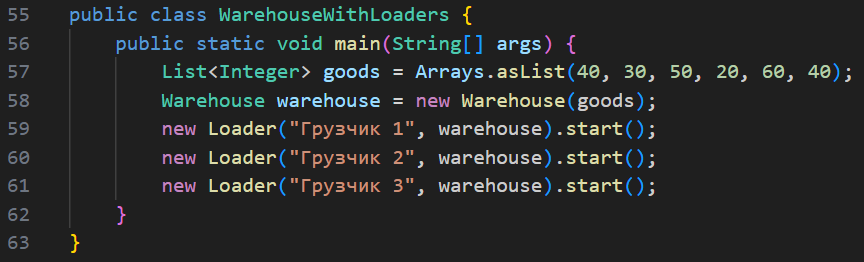 55 public class WarehouseWithLoaders {
56     public static void main(String[] args) {
57         List<Integer> goods = Arrays.asList(40, 30, 50, 20, 60, 40);
58         Warehouse warehouse = new Warehouse(goods);
59         new Loader("Грузчик 1", warehouse).start();
60         new Loader("Грузчик 2", warehouse).start();
61         new Loader("Грузчик 3", warehouse).start();
62     }
63 }